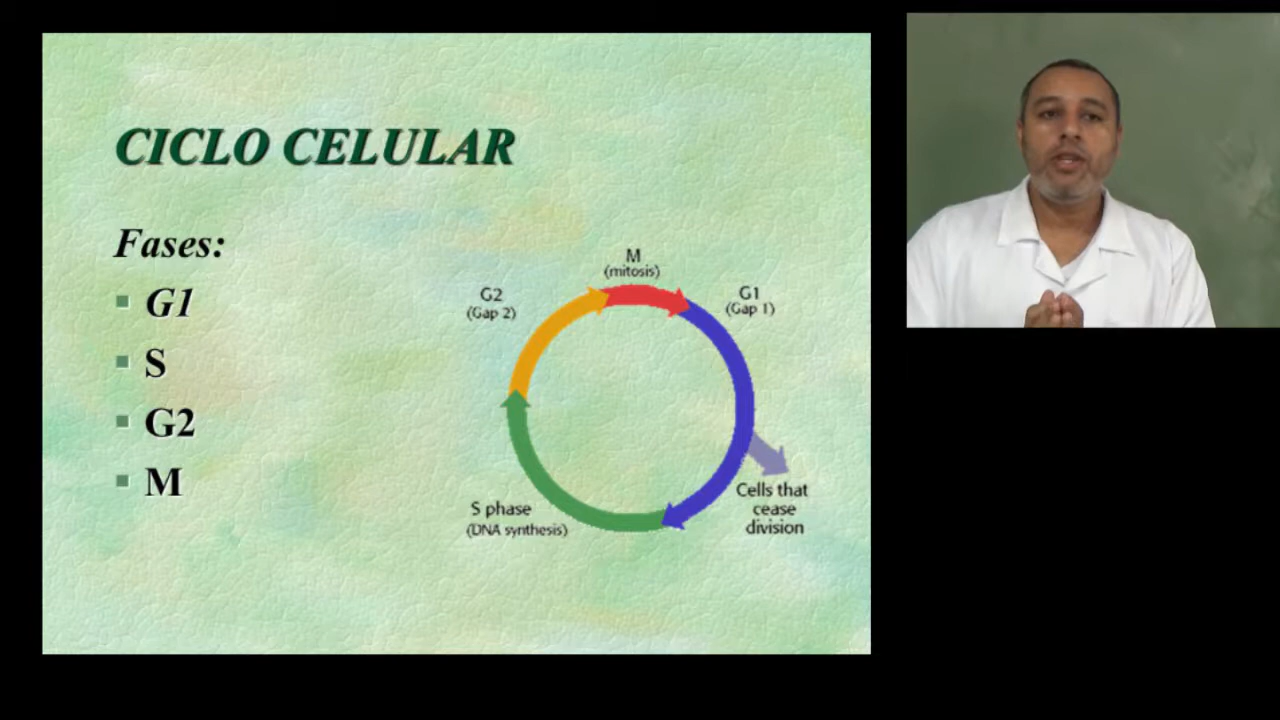 CICLO CELULAR
Fases:
G1
S
G2
M
M
(mitosis)
G2
(Gap 2)
G1
(Gap 1)
S phase
(DNA synthesis)
Cells that
cease
division